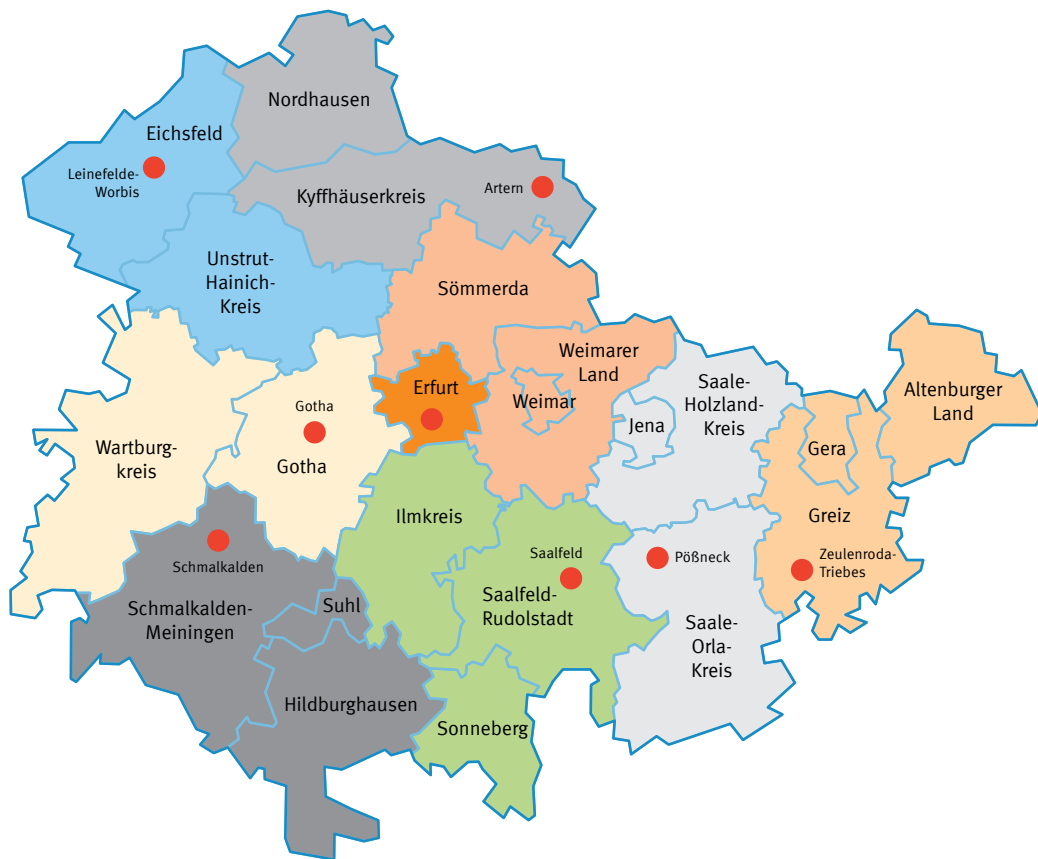 Nordhausen
Eichsfeld
Leinefelde-
Worbis
Kyffhäuserkreis
Artern
Unstrut-
Hainich-
Kreis
Sömmerda
Weimarer
Land
Weimar
Erfurt
Saale-
Holzland-
Kreis
Jena
Altenburger
Land
Gera
Gotha
Gotha
Wartburg-
kreis
Ilmkreis
Greiz
Zeulenroda-
Triebes
Schmalkalden
Schmalkalden-
Meiningen
Suhl
Saalfeld
Saalfeld-
Rudolstadt
Pößneck
Saale-
Orla-
Kreis
Hildburghausen
Sonneberg